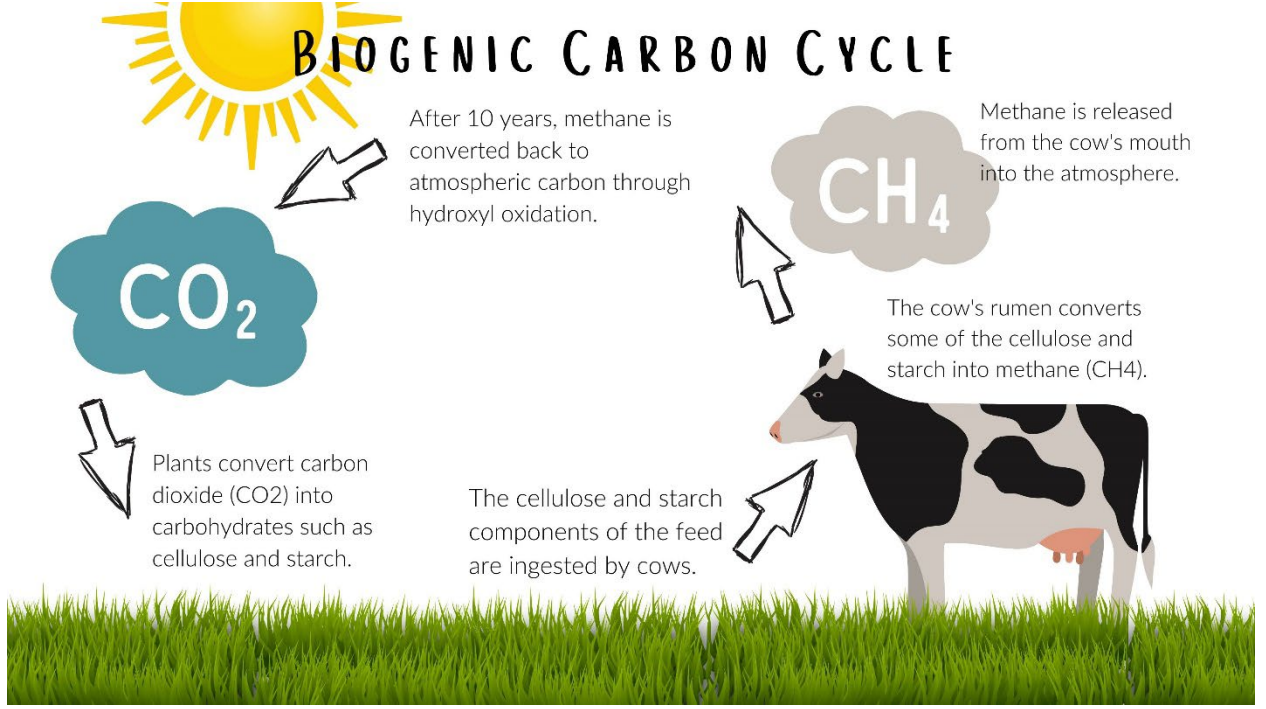 BIOGENIC CARBON CYCLE
After 10 years, methane is
converted back to
atmospheric carbon through
hydroxyl oxidation.
Methane is released
from the cow's mouth
into the atmosphere.
CH₄
CO₂
The cow's rumen converts
some of the cellulose and
starch into methane (CH4).
Plants convert carbon
dioxide (CO2) into
carbohydrates such as
cellulose and starch.
The cellulose and starch
components of the feed
are ingested by cows.